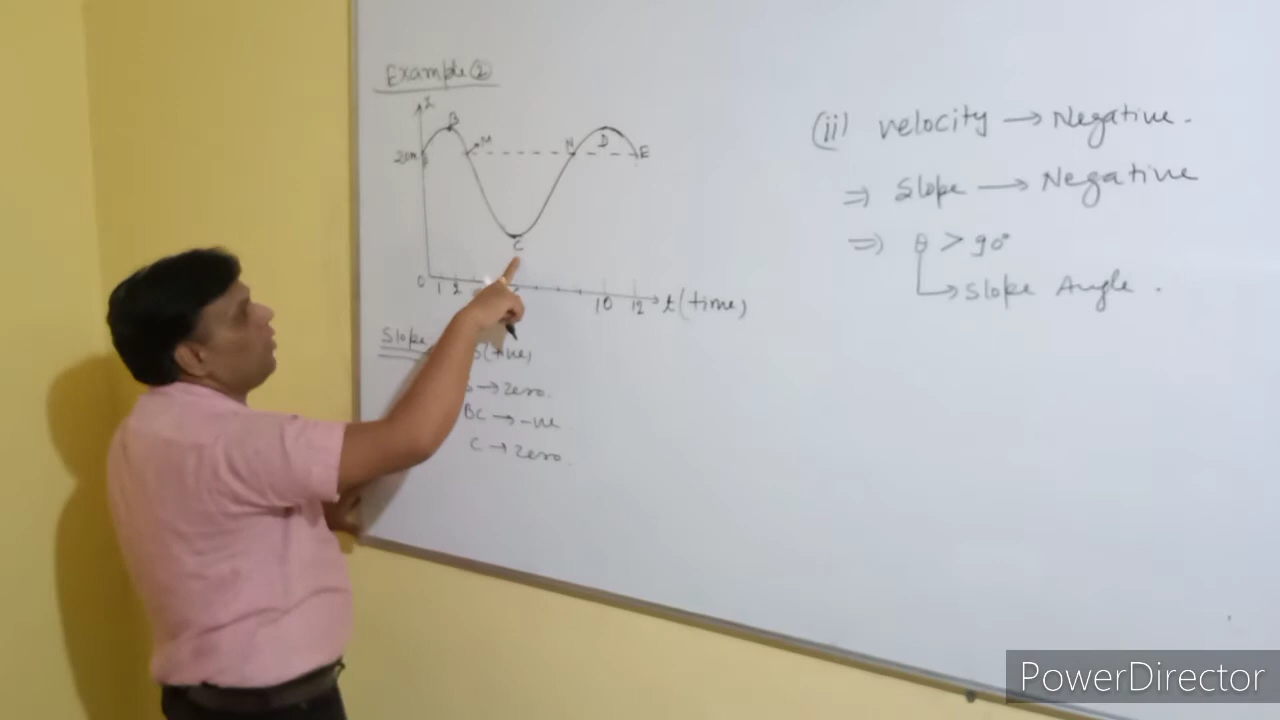 Example ②
x
B
M
N
D
E
20m
C
0 1 2 10 12 t (time)
Slope
(+ive)
→ zero.
BC → -ve
C → zero.
(ii) velocity → Negative.
⇒ Slope → Negative
⇒ θ > 90°
↳ Slope Angle.
PowerDirector